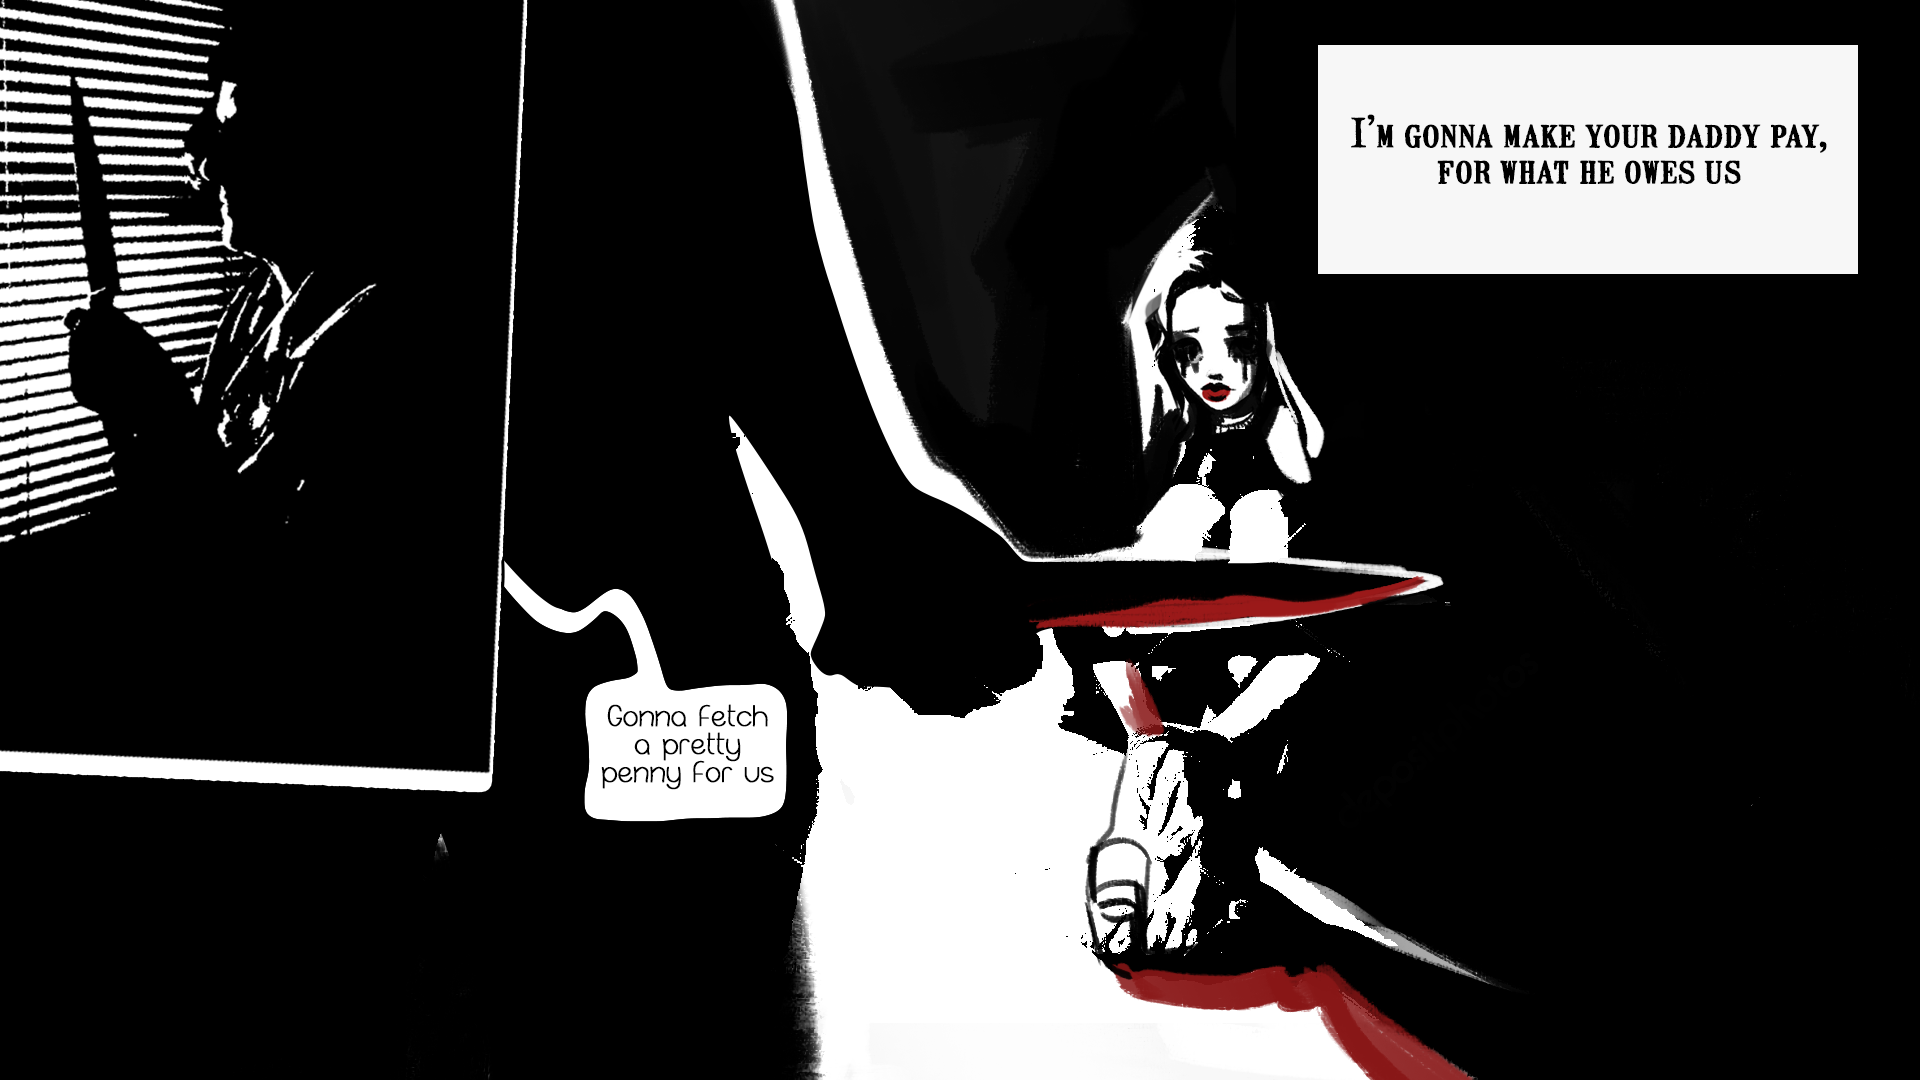 I'm gonna make your daddy pay,
for what he owes us
Gonna fetch
a pretty
penny for us